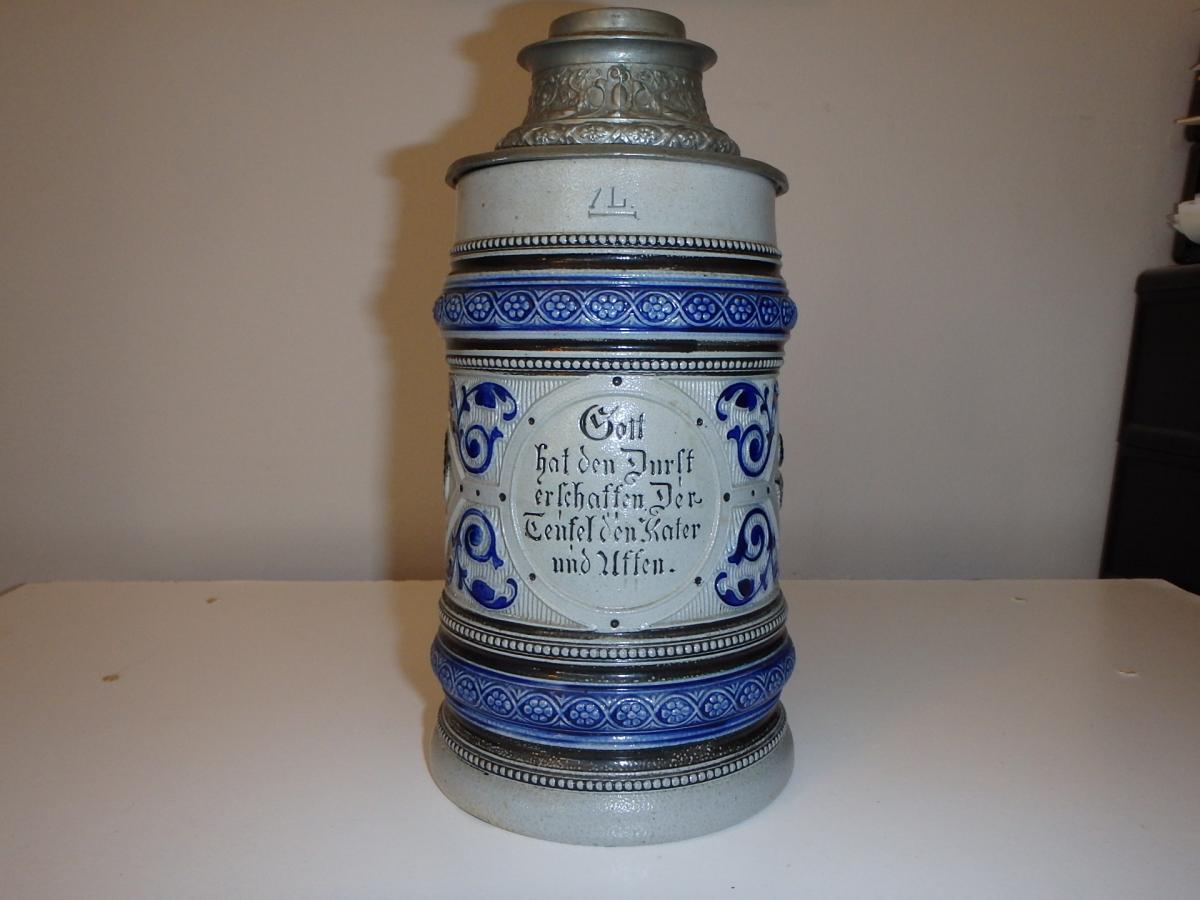 1L.
Gott
hat den Durst
erschaffen, Der
Teufel den Kater
und Affen.